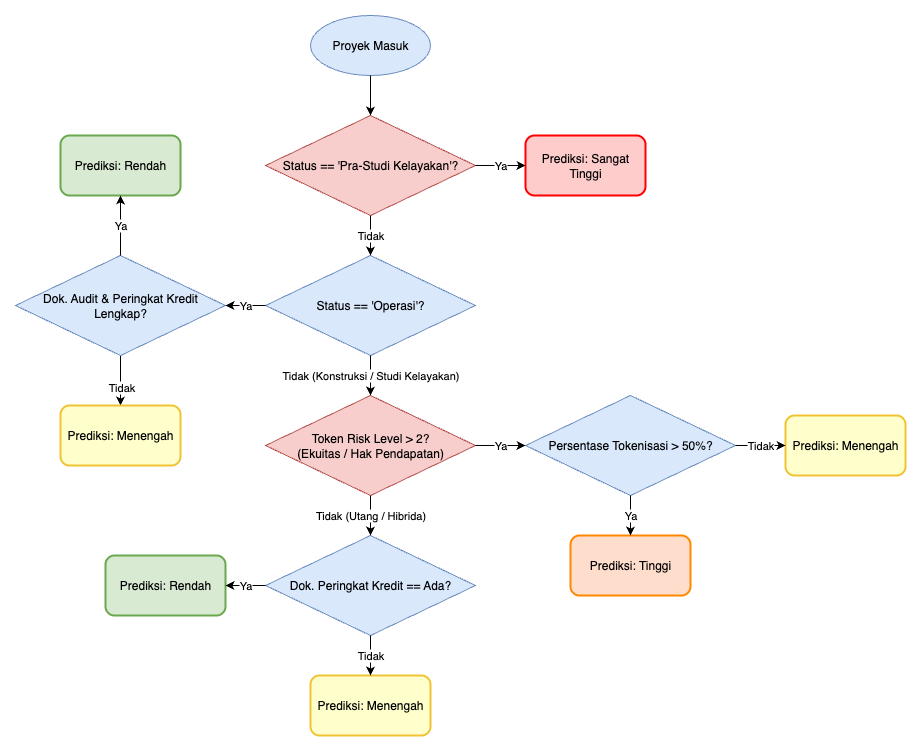 Proyek Masuk
Status == 'Pra-Studi Kelayakan'?
Ya
Prediksi: Sangat
Tinggi
Prediksi: Rendah
Ya
Tidak
Dok. Audit & Peringkat Kredit
Lengkap?
Ya
Status == 'Operasi'?
Tidak
Tidak (Konstruksi / Studi Kelayakan)
Prediksi: Menengah
Token Risk Level > 2?
(Ekuitas / Hak Pendapatan)
Ya
Persentase Tokenisasi > 50%?
Tidak
Prediksi: Menengah
Tidak (Utang / Hibrida)
Ya
Prediksi: Tinggi
Prediksi: Rendah
Ya
Dok. Peringkat Kredit == Ada?
Tidak
Prediksi: Menengah